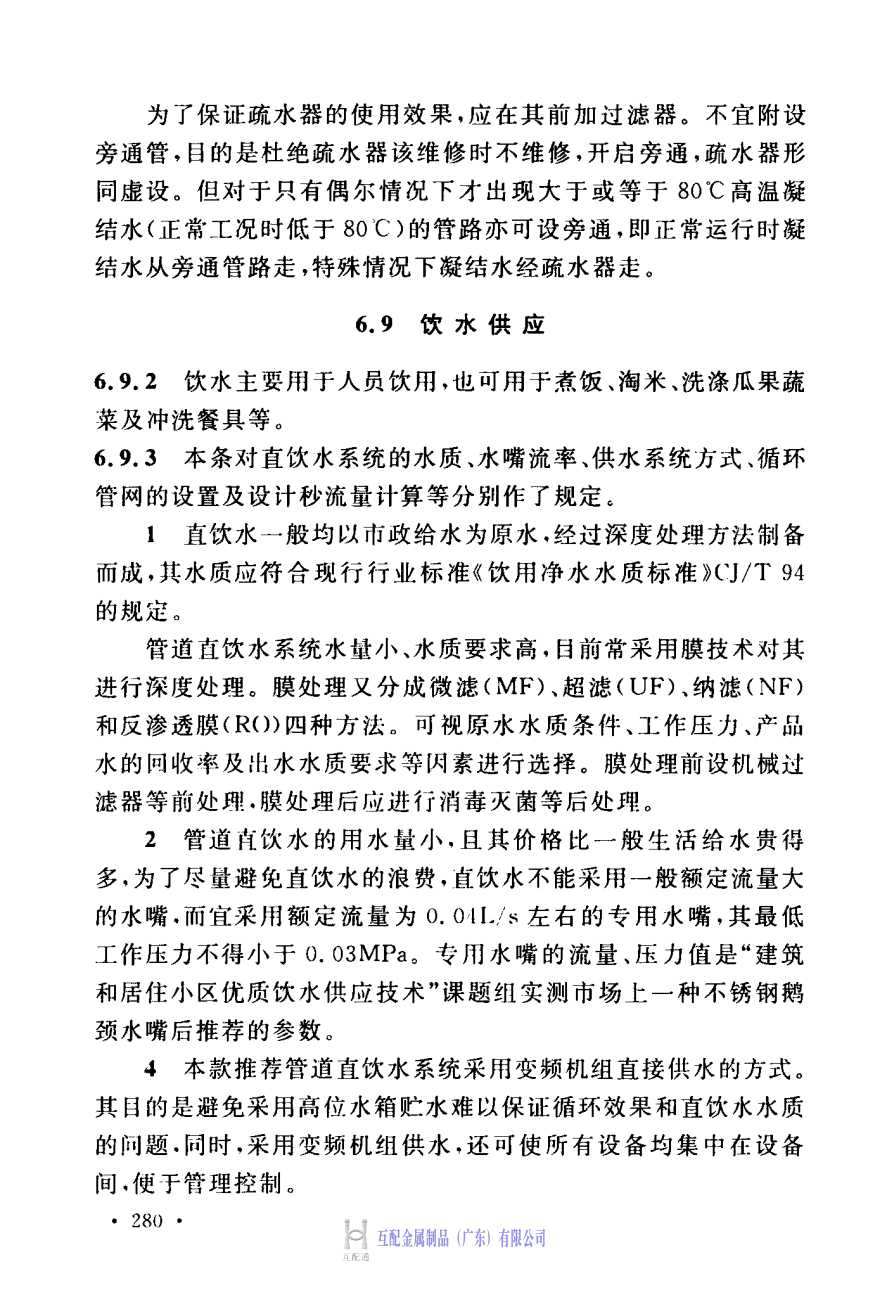 为了保证疏水器的使用效果,应在其前加过滤器。不宜附设
旁通管,目的是杜绝疏水器该维修时不维修,开启旁通,疏水器形
同虚设。但对于只有偶尔情况下才出现大于或等于 80℃高温凝
结水(正常工况时低于 80℃)的管路亦可设旁通,即正常运行时凝
结水从旁通管路走,特殊情况下凝结水经疏水器走。
6.9 饮水供应
6.9.2 饮水主要用于人员饮用,也可用于煮饭、淘米、洗涤瓜果蔬
菜及冲洗餐具等。
6.9.3 本条对直饮水系统的水质、水嘴流率、供水系统方式、循环
管网的设置及设计秒流量计算等分别作了规定。
1 直饮水一般均以市政给水为原水,经过深度处理方法制备
而成,其水质应符合现行行业标准《饮用净水水质标准》CJ/T 94
的规定。
管道直饮水系统水量小、水质要求高,目前常采用膜技术对其
进行深度处理。膜处理又分成微滤(MF)、超滤(UF)、纳滤(NF)
和反渗透膜(RO)四种方法。可视原水水质条件、工作压力、产品
水的回收率及出水水质要求等因素进行选择。膜处理前设机械过
滤器等前处理,膜处理后应进行消毒灭菌等后处理。
2 管道直饮水的用水量小,且其价格比一般生活给水贵得
多,为了尽量避免直饮水的浪费,直饮水不能采用一般额定流量大
的水嘴,而宜采用额定流量为 0.04L/s 左右的专用水嘴,其最低
工作压力不得小于 0.03MPa。专用水嘴的流量、压力值是“建筑
和居住小区优质饮水供应技术”课题组实测市场上一种不锈钢鹅
颈水嘴后推荐的参数。
4 本款推荐管道直饮水系统采用变频机组直接供水的方式。
其目的是避免采用高位水箱贮水难以保证循环效果和直饮水水质
的问题,同时,采用变频机组供水,还可使所有设备均集中在设备
间,便于管理控制。
· 280 ·
互配金属制品(广东)有限公司
互配通